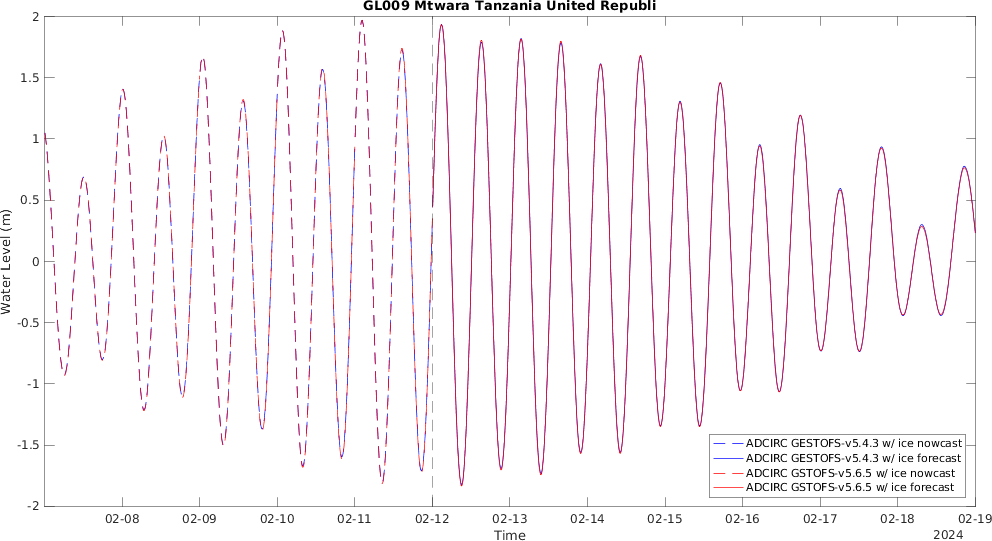 GL009 Mtwara Tanzania United Republi
2
1.5
1
0.5
0
-0.5
-1
-1.5
-2
Water Level (m)
ADCIRC GESTOFS-v5.4.3 w/ ice nowcast
ADCIRC GESTOFS-v5.4.3 w/ ice forecast
ADCIRC GSTOFS-v5.6.5 w/ ice nowcast
ADCIRC GSTOFS-v5.6.5 w/ ice forecast
02-08 02-09 02-10 02-11 02-12 02-13 02-14 02-15 02-16 02-17 02-18 02-19
Time
2024